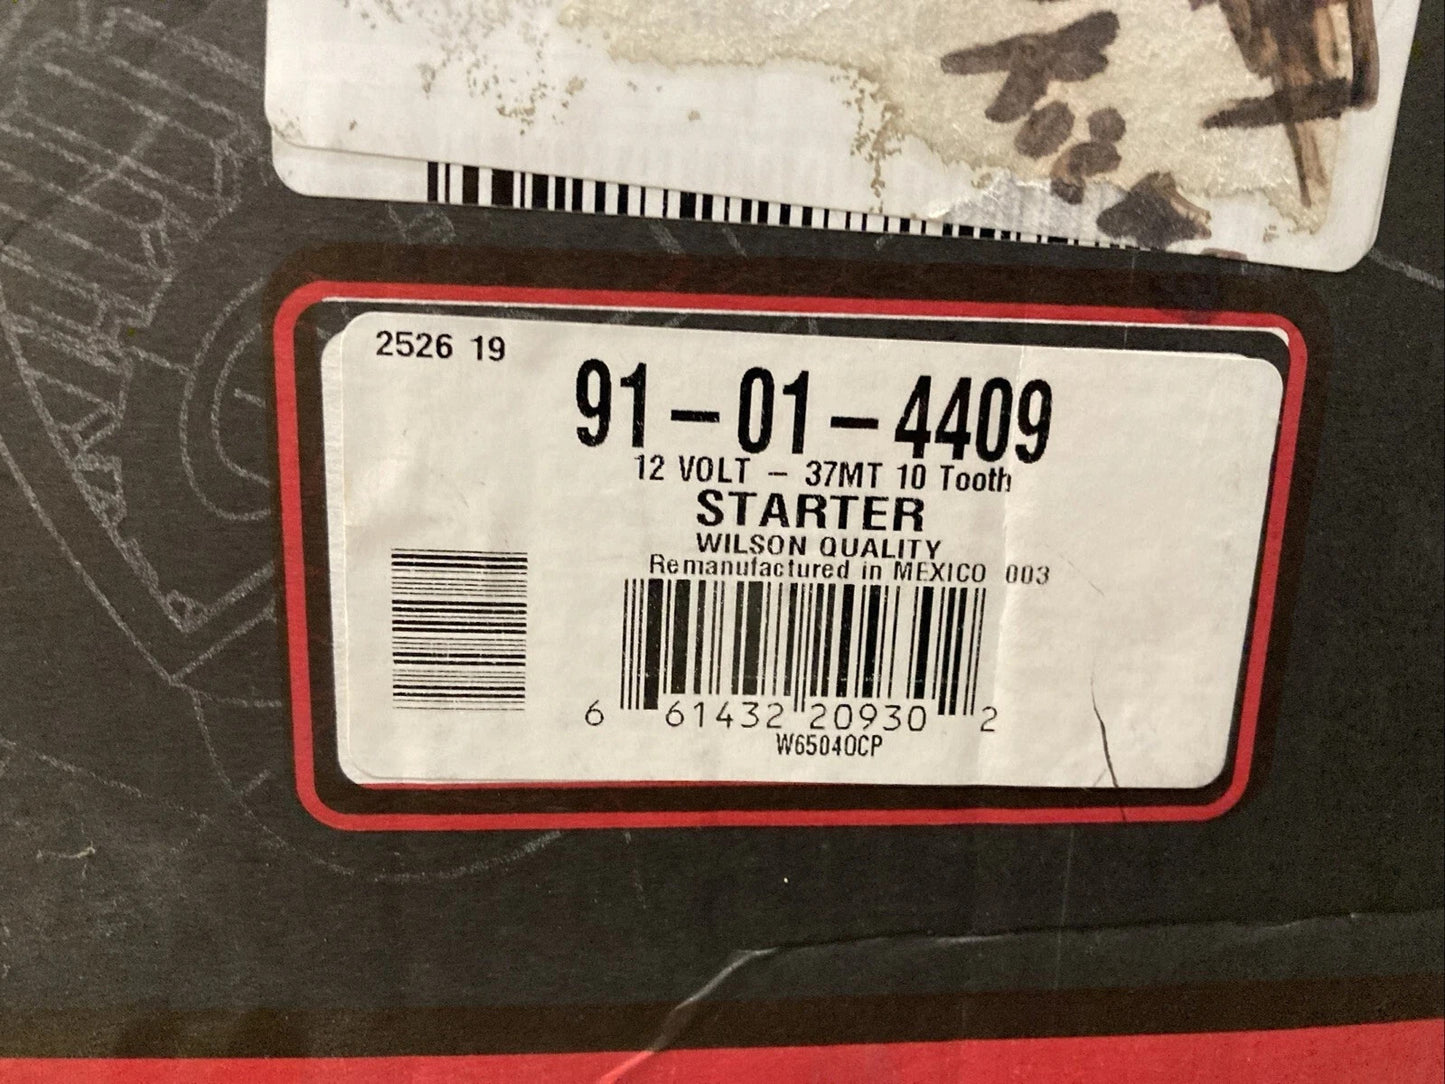 2526 19
91-01-4409
12 VOLT - 37MT 10 Tooth
STARTER
WILSON QUALITY
Remanufactured in MEXICO 003
6 61432 20930 2
W65040CP